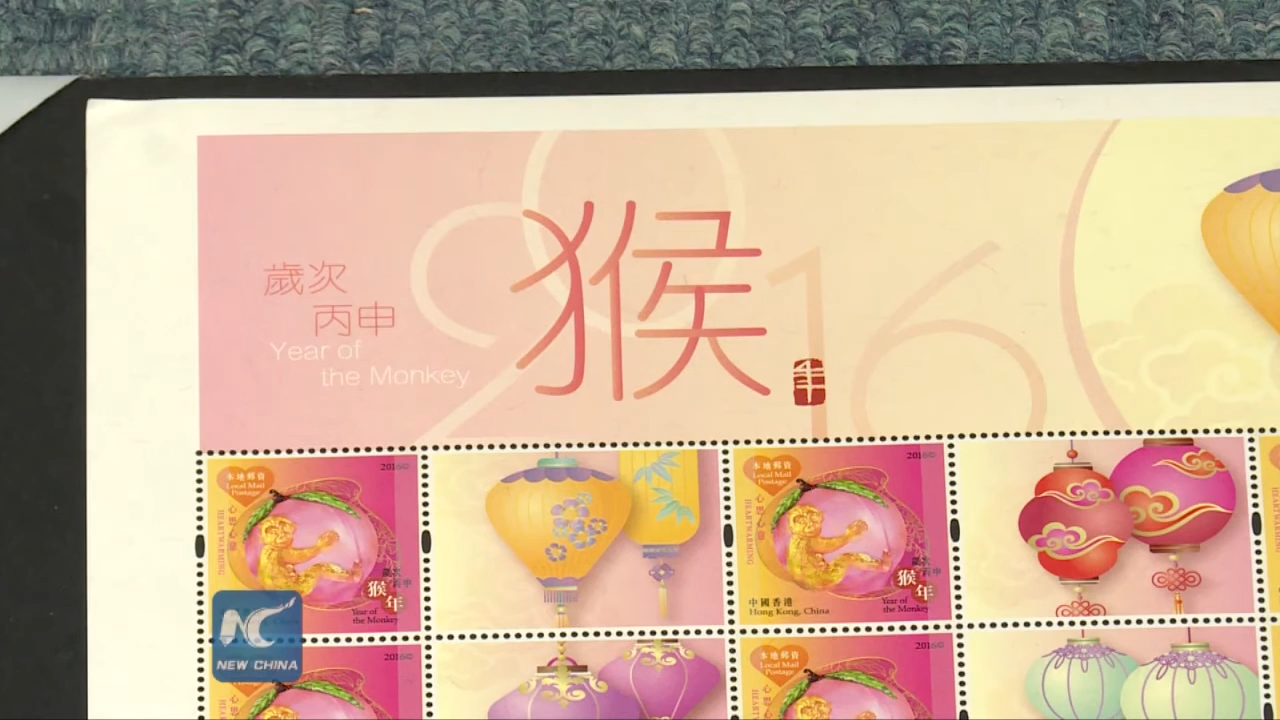 2016
歲次
丙申
Year of
the Monkey
猴
年
2016
本地郵資
Local Mail
Postage
心思心意
HEARTWARMING
歲次
丙申
猴年
Year of
the Monkey
2016
本地郵資
Local Mail
Postage
心思心意
HEARTWARMING
歲次
丙申
猴年
中國香港
Hong Kong, China
Year of
the Monkey
2016
本地郵資
Local Mail
Postage
2016
本地郵資
Local Mail
Postage
NEW CHINA